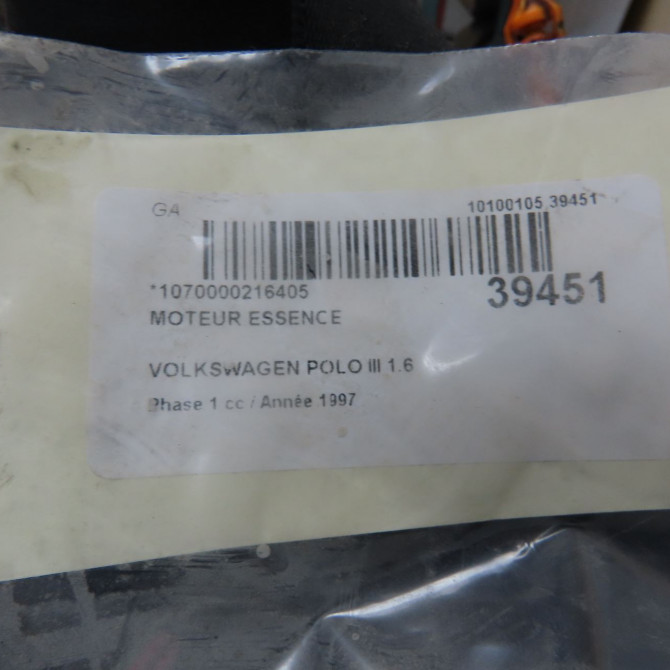 GA 10100105 39451
*1070000216405 39451
MOTEUR ESSENCE
VOLKSWAGEN POLO III 1.6
Phase 1 cc / Année 1997